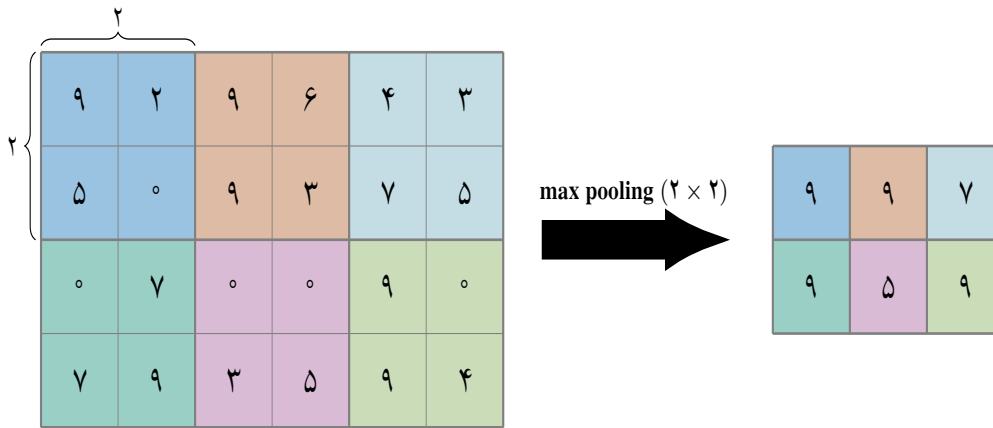 ۲
۲
۹ ۲ ۹ ۶ ۴ ۳
۵ ۰ ۹ ۳ ۷ ۵
۰ ۷ ۰ ۰ ۹ ۰
۷ ۹ ۳ ۵ ۹ ۴
max pooling (۲ × ۲)
۹ ۹ ۷
۹ ۵ ۹